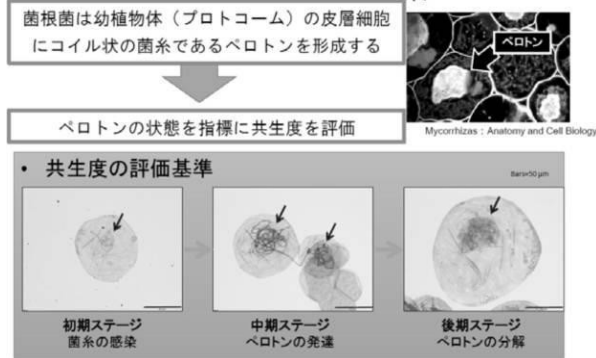 菌根菌は幼植物体（プロトコーム）の皮層細胞
にコイル状の菌糸であるペロトンを形成する
ペロトン
Mycorrhizas：Anatomy and Cell Biology
ペロトンの状態を指標に共生度を評価
• 共生度の評価基準
Bars=50 μm
初期ステージ
菌糸の感染
中期ステージ
ペロトンの発達
後期ステージ
ペロトンの分解